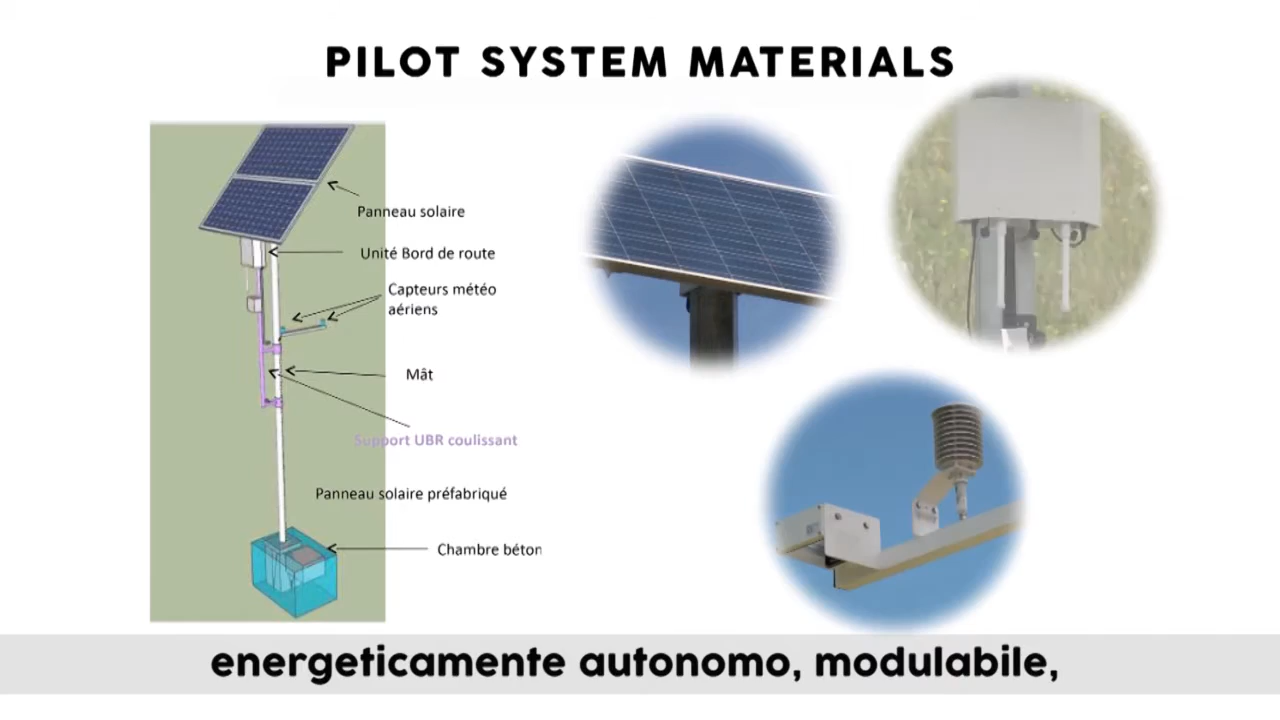 PILOT SYSTEM MATERIALS
Panneau solaire
Unité Bord de route
Capteurs météo
aériens
Mât
Support UBR coulissant
Panneau solaire préfabriqué
Chambre béton
energeticamente autonomo, modulabile,